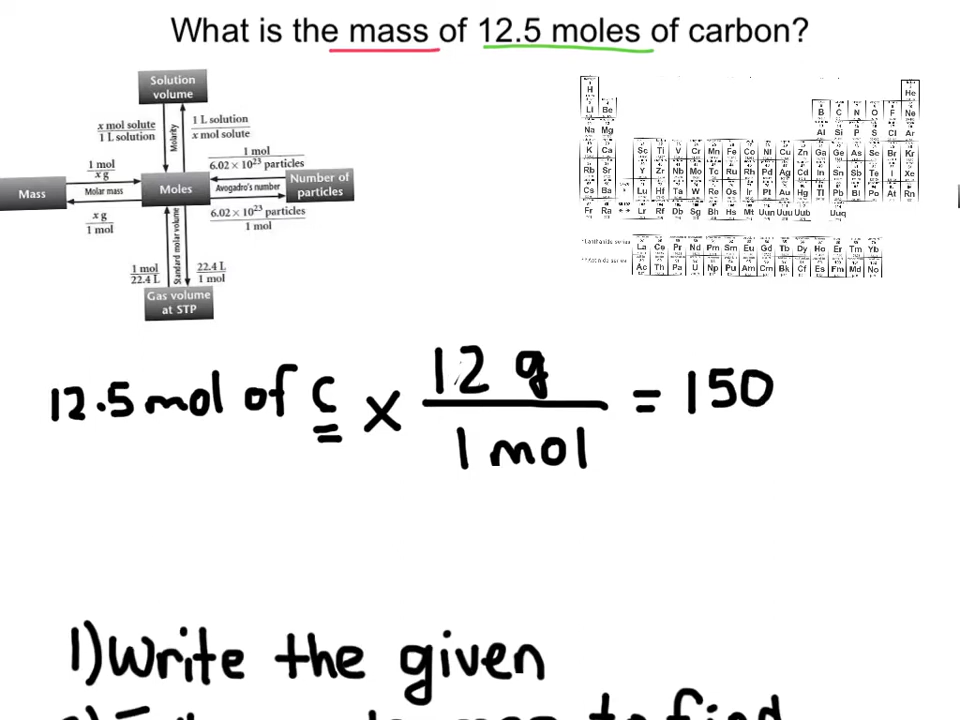 What is the mass of 12.5 moles of carbon?
Solution
volume
x mol solute
1 L solution
Molarity
1 L solution
x mol solute
1 mol
6.02 × 10²³ particles
1 mol
x g
Mass
Molar mass
Moles
Avogadro's number
Number of
particles
x g
1 mol
6.02 × 10²³ particles
1 mol
Standard molar volume
1 mol
22.4 L
22.4 L
1 mol
Gas volume
at STP
H He
Li Be B C N O F Ne
Na Mg Al Si P S Cl Ar
K Ca Sc Ti V Cr Mn Fe Co Ni Cu Zn Ga Ge As Se Br Kr
Rb Sr Y Zr Nb Mo Tc Ru Rh Pd Ag Cd In Sn Sb Te I Xe
Cs Ba Lu Hf Ta W Re Os Ir Pt Au Hg Tl Pb Bi Po At Rn
Fr Ra Lr Rf Db Sg Bh Hs Mt Uun Uuu Uub Uuq
La Ce Pr Nd Pm Sm Eu Gd Tb Dy Ho Er Tm Yb
Ac Th Pa U Np Pu Am Cm Bk Cf Es Fm Md No
12.5 mol of C x 12 g = 150
1 mol
1) Write the given
to find